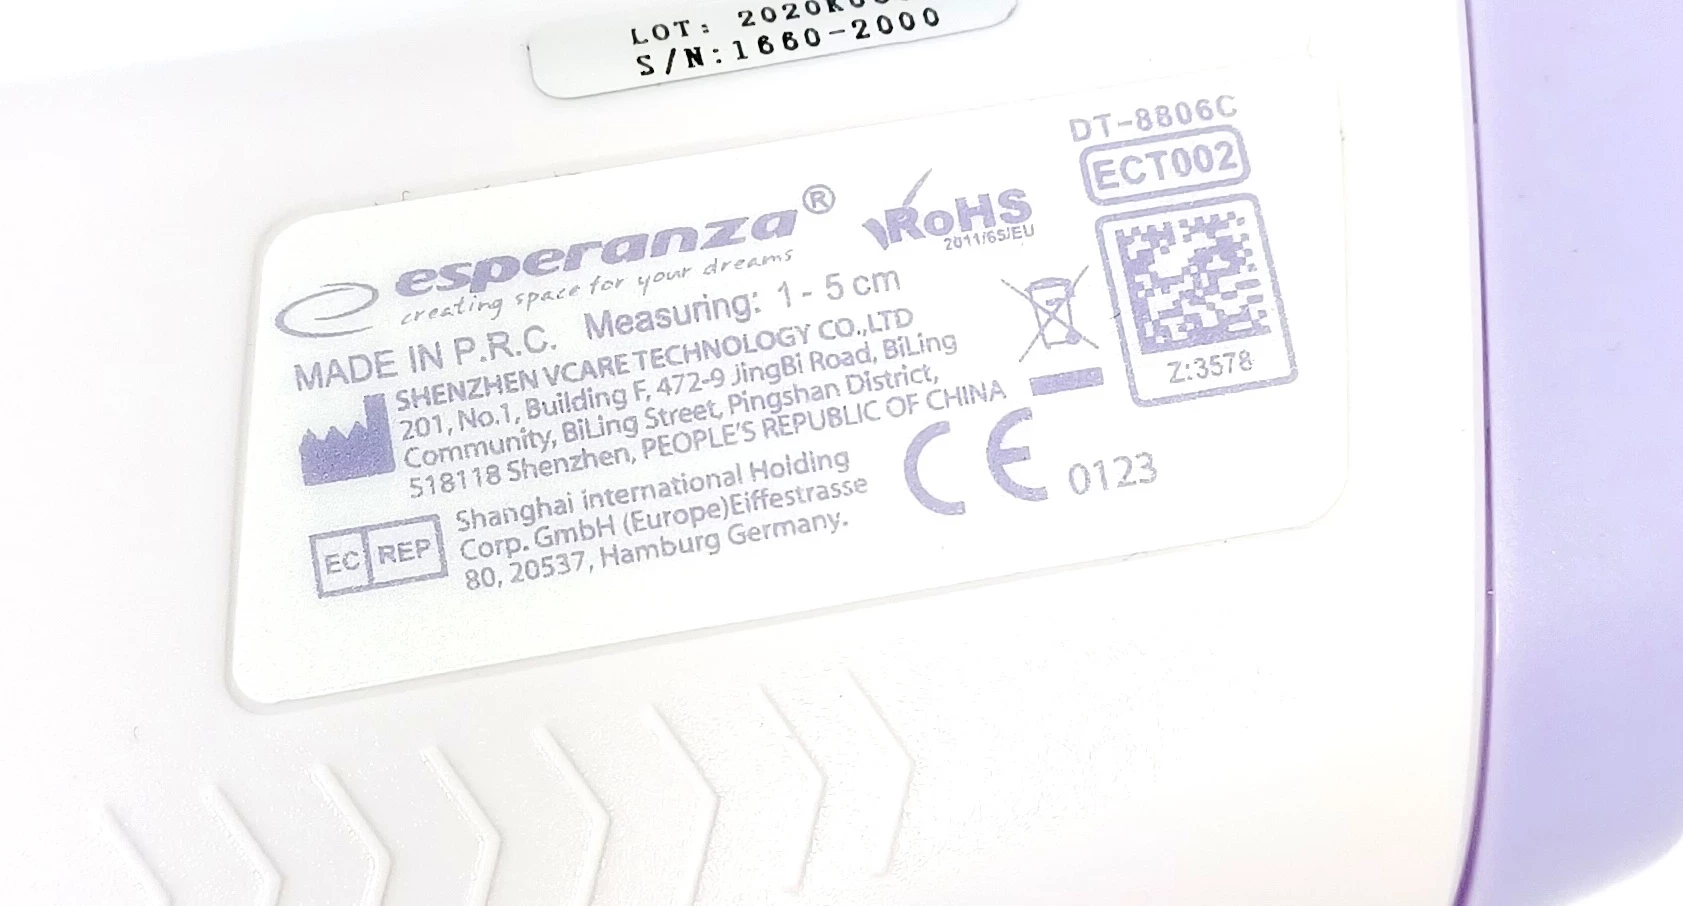 LOT: 2020K
S/N:1660-2000
DT-8806C
ECT002
esperanza®
creating space for your dreams
RoHS
2011/65/EU
MADE IN P.R.C. Measuring: 1 - 5 cm
SHENZHEN VCARE TECHNOLOGY CO.,LTD
201, No.1, Building F, 472-9 JingBi Road, BiLing
Community, BiLing Street, Pingshan District,
518118 Shenzhen, PEOPLE'S REPUBLIC OF CHINA
Z:3578
CE 0123
EC REP
Shanghai international Holding
Corp. GmbH (Europe)Eiffestrasse
80, 20537, Hamburg Germany.